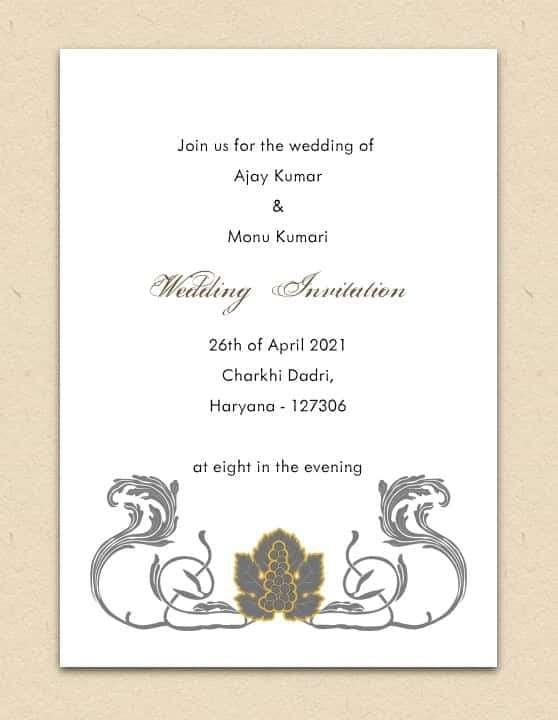 Join us for the wedding of
Ajay Kumar
&
Monu Kumari
Wedding Invitation
26th of April 2021
Charkhi Dadri,
Haryana - 127306
at eight in the evening